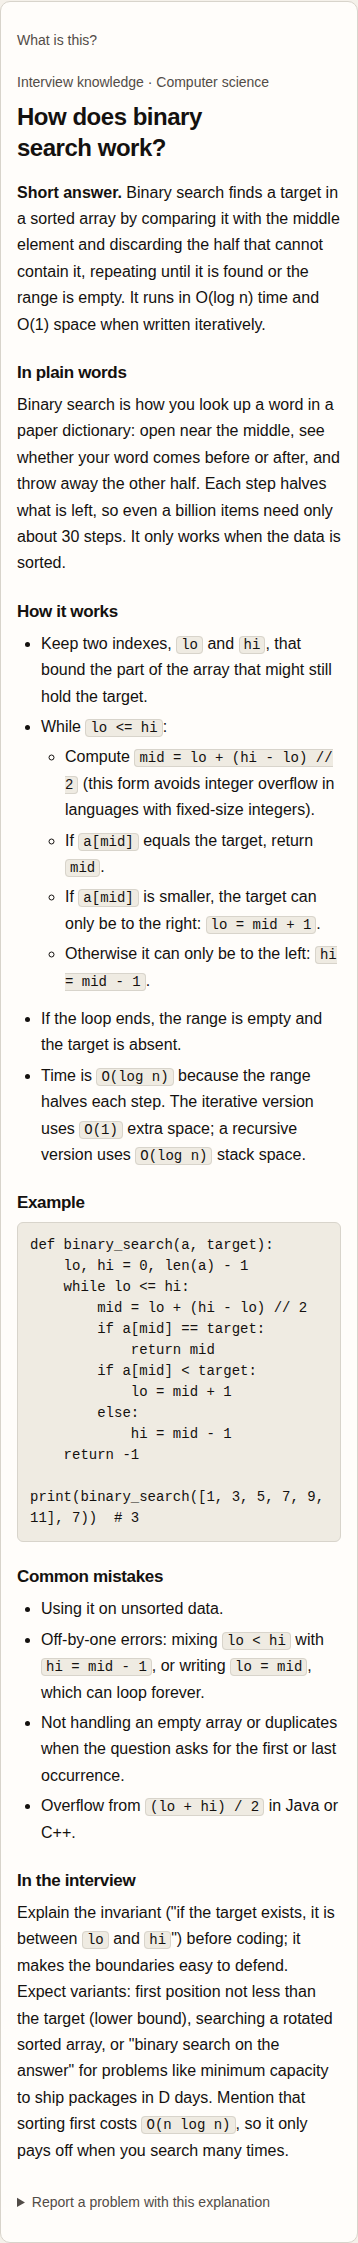 What is this?
Interview knowledge · Computer science
How does binary
search work?
Short answer. Binary search finds a target in
a sorted array by comparing it with the middle
element and discarding the half that cannot
contain it, repeating until it is found or the
range is empty. It runs in O(log n) time and
O(1) space when written iteratively.
In plain words
Binary search is how you look up a word in a
paper dictionary: open near the middle, see
whether your word comes before or after, and
throw away the other half. Each step halves
what is left, so even a billion items need only
about 30 steps. It only works when the data is
sorted.
How it works
• Keep two indexes, lo and hi, that
bound the part of the array that might still
hold the target.
• While lo <= hi:
◦ Compute mid = lo + (hi - lo) //
2 (this form avoids integer overflow in
languages with fixed-size integers).
◦ If a[mid] equals the target, return
mid.
◦ If a[mid] is smaller, the target can
only be to the right: lo = mid + 1.
◦ Otherwise it can only be to the left: hi
= mid - 1.
• If the loop ends, the range is empty and
the target is absent.
• Time is O(log n) because the range
halves each step. The iterative version
uses O(1) extra space; a recursive
version uses O(log n) stack space.
Example
def binary_search(a, target):
    lo, hi = 0, len(a) - 1
    while lo <= hi:
        mid = lo + (hi - lo) // 2
        if a[mid] == target:
            return mid
        if a[mid] < target:
            lo = mid + 1
        else:
            hi = mid - 1
    return -1

print(binary_search([1, 3, 5, 7, 9,
11], 7))  # 3
Common mistakes
• Using it on unsorted data.
• Off-by-one errors: mixing lo < hi with
hi = mid - 1, or writing lo = mid,
which can loop forever.
• Not handling an empty array or duplicates
when the question asks for the first or last
occurrence.
• Overflow from (lo + hi) / 2 in Java or
C++.
In the interview
Explain the invariant ("if the target exists, it is
between lo and hi") before coding; it
makes the boundaries easy to defend.
Expect variants: first position not less than
the target (lower bound), searching a rotated
sorted array, or "binary search on the
answer" for problems like minimum capacity
to ship packages in D days. Mention that
sorting first costs O(n log n), so it only
pays off when you search many times.
▶ Report a problem with this explanation